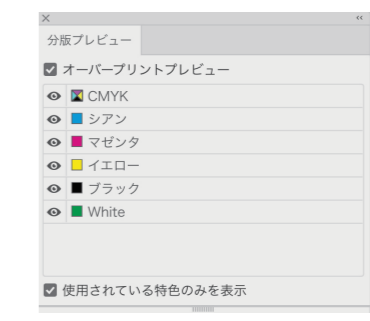 分版プレビュー
オーバープリントプレビュー
CMYK
シアン
マゼンタ
イエロー
ブラック
White
使用されている特色のみを表示